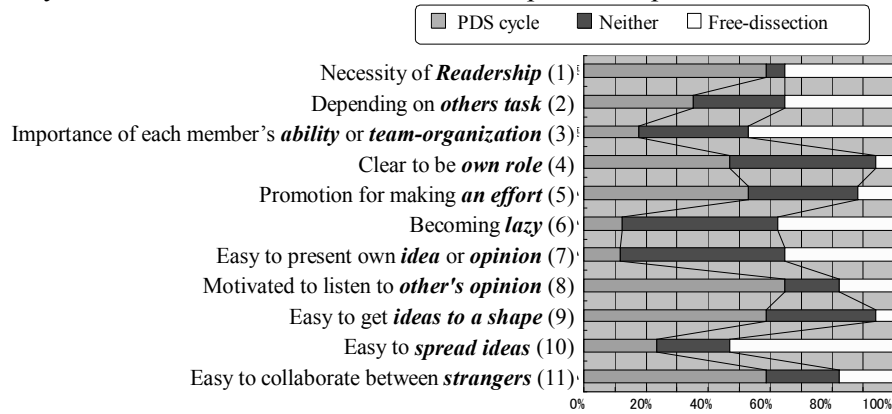 PDS cycle Neither Free-dissection
Necessity of Readership (1)
Depending on others task (2)
Importance of each member's ability or team-organization (3)
Clear to be own role (4)
Promotion for making an effort (5)
Becoming lazy (6)
Easy to present own idea or opinion (7)
Motivated to listen to other's opinion (8)
Easy to get ideas to a shape (9)
Easy to spread ideas (10)
Easy to collaborate between strangers (11)
0% 20% 40% 60% 80% 100%